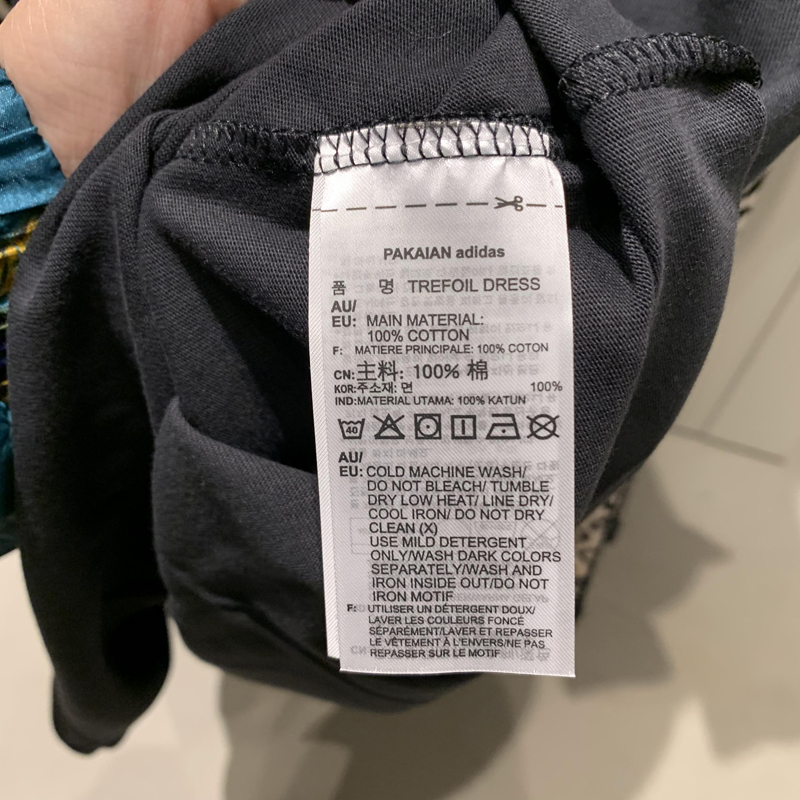 PAKAIAN adidas
품 명 TREFOIL DRESS
AU/
EU: MAIN MATERIAL:
100% COTTON
F: MATIERE PRINCIPALE: 100% COTON
CN:主料: 100% 棉
KOR:주소재: 면 100%
IND:MATERIAL UTAMA: 100% KATUN
40
AU/
EU: COLD MACHINE WASH/
DO NOT BLEACH/ TUMBLE
DRY LOW HEAT/ LINE DRY/
COOL IRON/ DO NOT DRY
CLEAN (X)
USE MILD DETERGENT
ONLY/WASH DARK COLORS
SEPARATELY/WASH AND
IRON INSIDE OUT/DO NOT
IRON MOTIF
F: UTILISER UN DÉTERGENT DOUX/
LAVER LES COULEURS FONCÉ
SÉPARÉMENT/LAVER ET REPASSER
LE VÊTEMENT À L'ENVERS/NE PAS
REPASSER SUR LE MOTIF